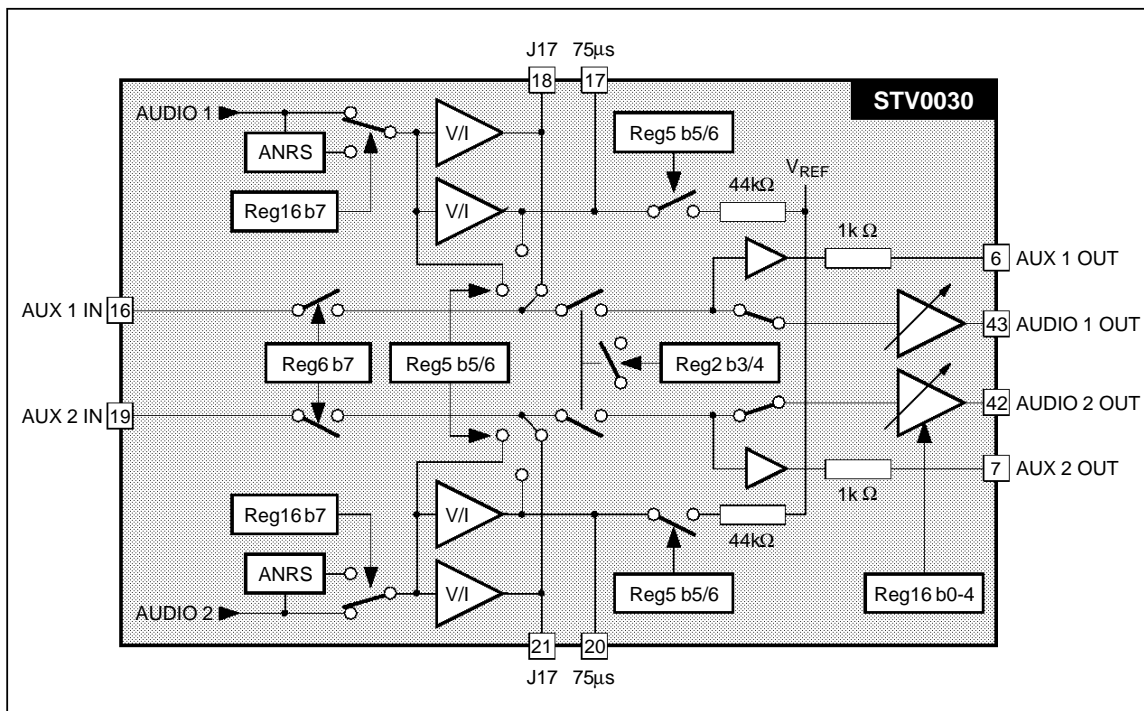 J17 75µs
18 17
STV0030
AUDIO 1
ANRS
V/I
Reg5 b5/6
VREF
44kΩ
Reg16 b7
V/I
1k Ω
6 AUX 1 OUT
AUX 1 IN 16
43 AUDIO 1 OUT
Reg6 b7
Reg5 b5/6
Reg2 b3/4
AUX 2 IN 19
42 AUDIO 2 OUT
7 AUX 2 OUT
1k Ω
Reg16 b7
V/I
44kΩ
ANRS
V/I
Reg5 b5/6
Reg16 b0-4
AUDIO 2
21 20
J17 75µs